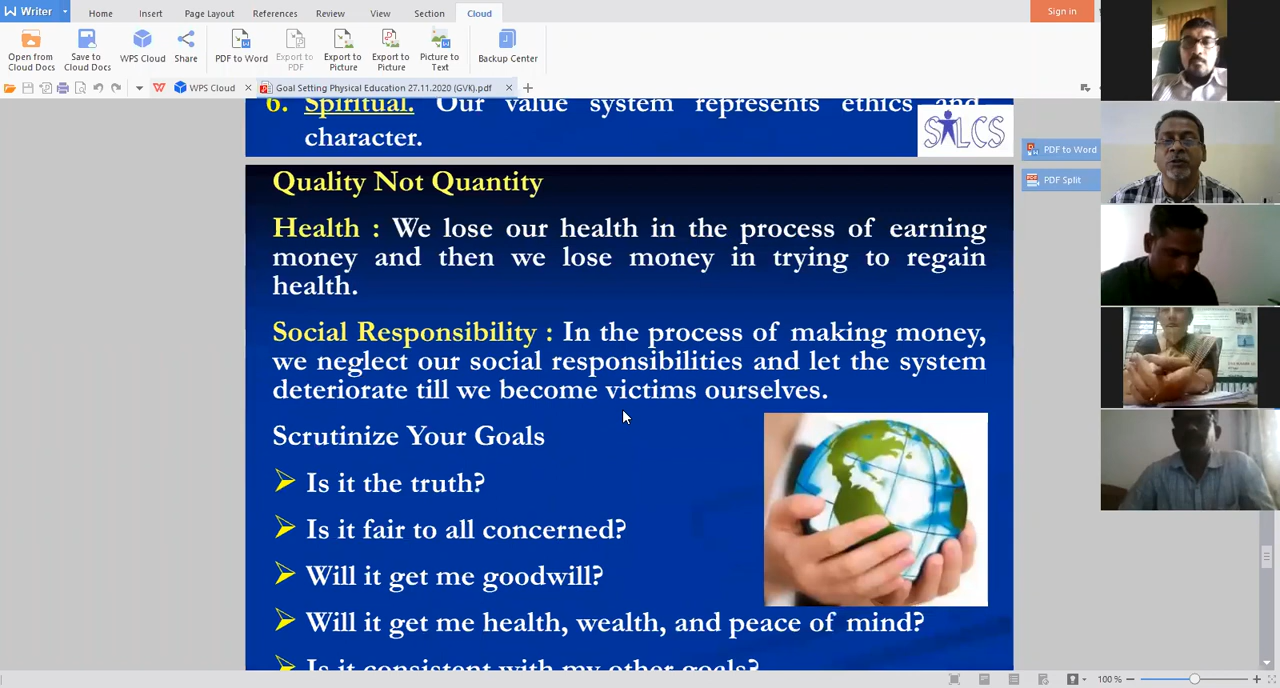 Writer
Home Insert Page Layout References Review View Section Cloud
Sign in
Open from Cloud Docs
Save to Cloud Docs
WPS Cloud
Share
PDF to Word
Export to PDF
Export to Picture
Export to Picture
Picture to Text
Backup Center
WPS Cloud
Goal Setting Physical Education 27.11.2020 (GVK).pdf
6. Spiritual. Our value system represents ethics and
character.
SALCS
PDF to Word
PDF Split
Quality Not Quantity
Health : We lose our health in the process of earning
money and then we lose money in trying to regain
health.
Social Responsibility : In the process of making money,
we neglect our social responsibilities and let the system
deteriorate till we become victims ourselves.
Scrutinize Your Goals
Is it the truth?
Is it fair to all concerned?
Will it get me goodwill?
Will it get me health, wealth, and peace of mind?
Is it consistent with my other goals?
100 %